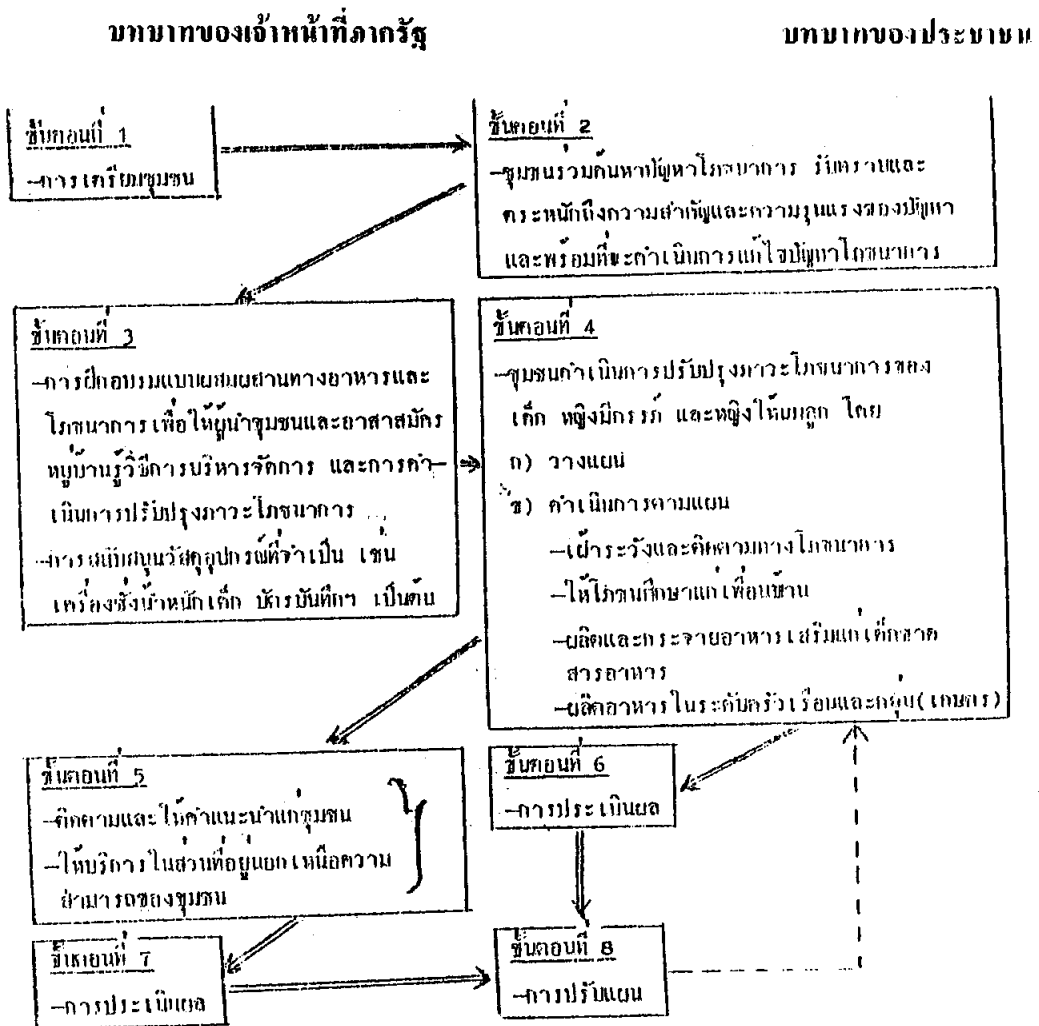 บทบาทของเจ้าหน้าที่ภาครัฐ
บทบาทของประชาชน
ขั้นตอนที่ 1
-การเตรียมชุมชน
ขั้นตอนที่ 2
-ชุมชนร่วมค้นหาปัญหาโภชนาการ รับทราบและ
ตระหนักถึงความสำคัญและความรุนแรงของปัญหา
และพร้อมที่จะดำเนินการแก้ไขปัญหาโภชนาการ
ขั้นตอนที่ 3
-การฝึกอบรมแบบผสมผสานทางอาหารและ
โภชนาการเพื่อให้ผู้นำชุมชนและอาสาสมัคร
หมู่บ้านรู้วิธีการบริหารจัดการ และการดำ-
เนินการปรับปรุงภาวะโภชนาการ
-การสนับสนุนวัสดุอุปกรณ์ที่จำเป็น เช่น
เครื่องชั่งน้ำหนักเด็ก บัตรบันทึกฯ เป็นต้น
ขั้นตอนที่ 4
-ชุมชนดำเนินการปรับปรุงภาวะโภชนาการของ
เด็ก หญิงมีครรภ์ และหญิงให้นมลูก โดย
ก) วางแผน
ข) ดำเนินการตามแผน
-เฝ้าระวังและติดตามทางโภชนาการ
-ให้โภชนศึกษาแก่เพื่อนบ้าน
-ผลิตและกระจายอาหารเสริมแก่เด็กขาด
สารอาหาร
-ผลิตอาหารในระดับครัวเรือนและกลุ่ม(เกษตร)
ขั้นตอนที่ 5
-ติดตามและให้คำแนะนำแก่ชุมชน
-ให้บริการในส่วนที่อยู่นอกเหนือความ
สามารถของชุมชน
ขั้นตอนที่ 6
-การประเมินผล
ขั้นตอนที่ 7
-การประเมินผล
ขั้นตอนที่ 8
-การปรับแผน